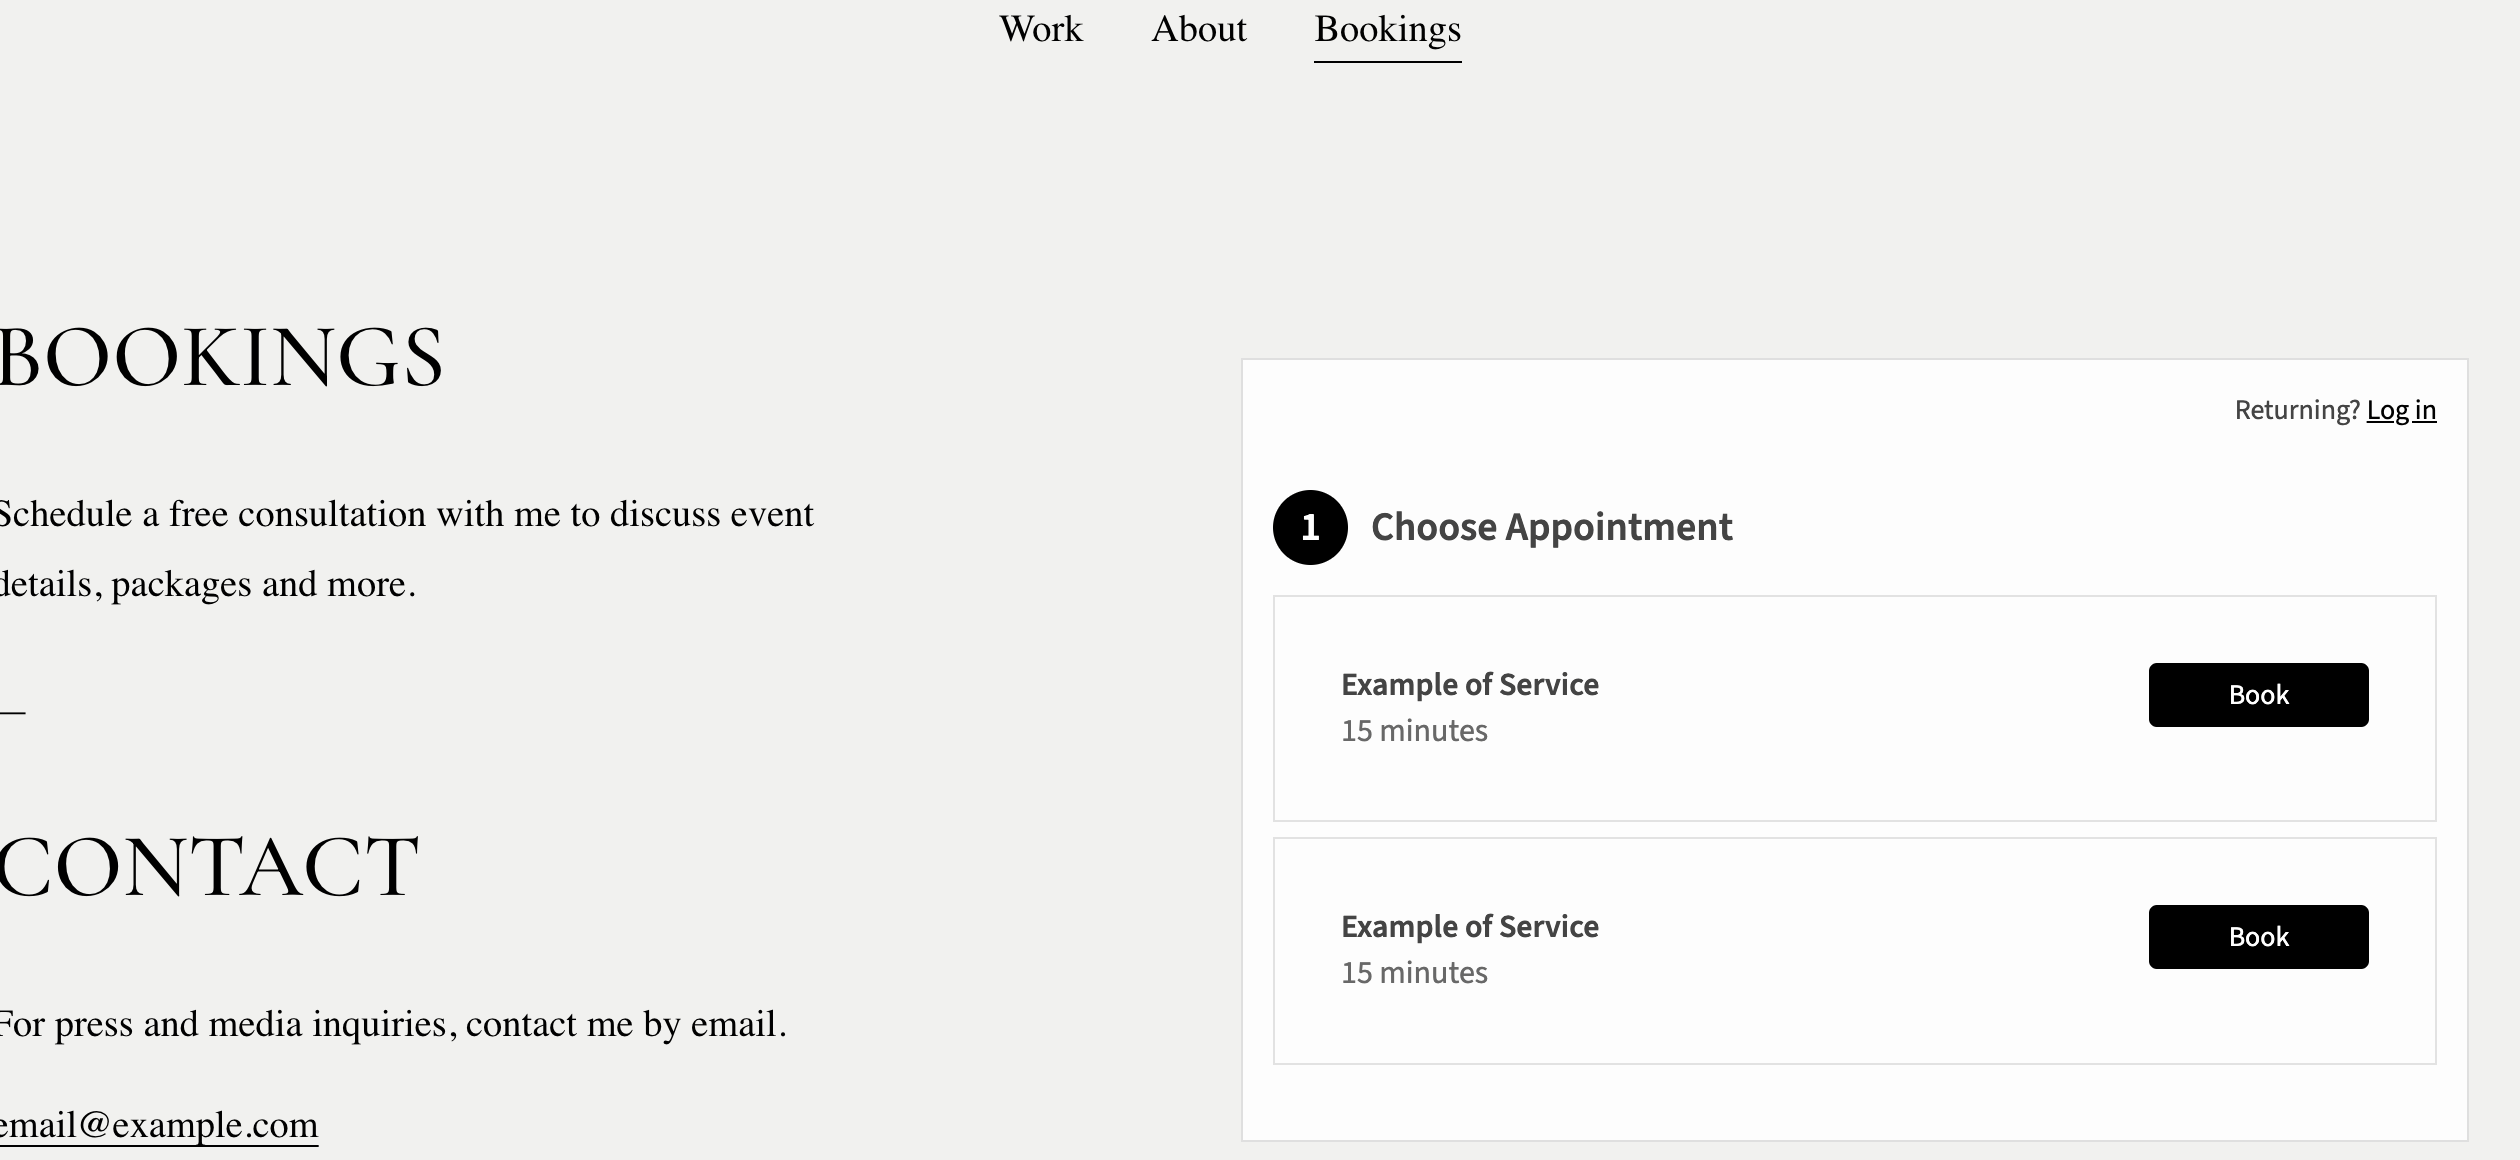 Work About Bookings
BOOKINGS
Schedule a free consultation with me to discuss event
details, packages and more.
—
CONTACT
For press and media inquiries, contact me by email.
email@example.com
Returning? Log in
1 Choose Appointment
Example of Service
15 minutes
Book
Example of Service
15 minutes
Book